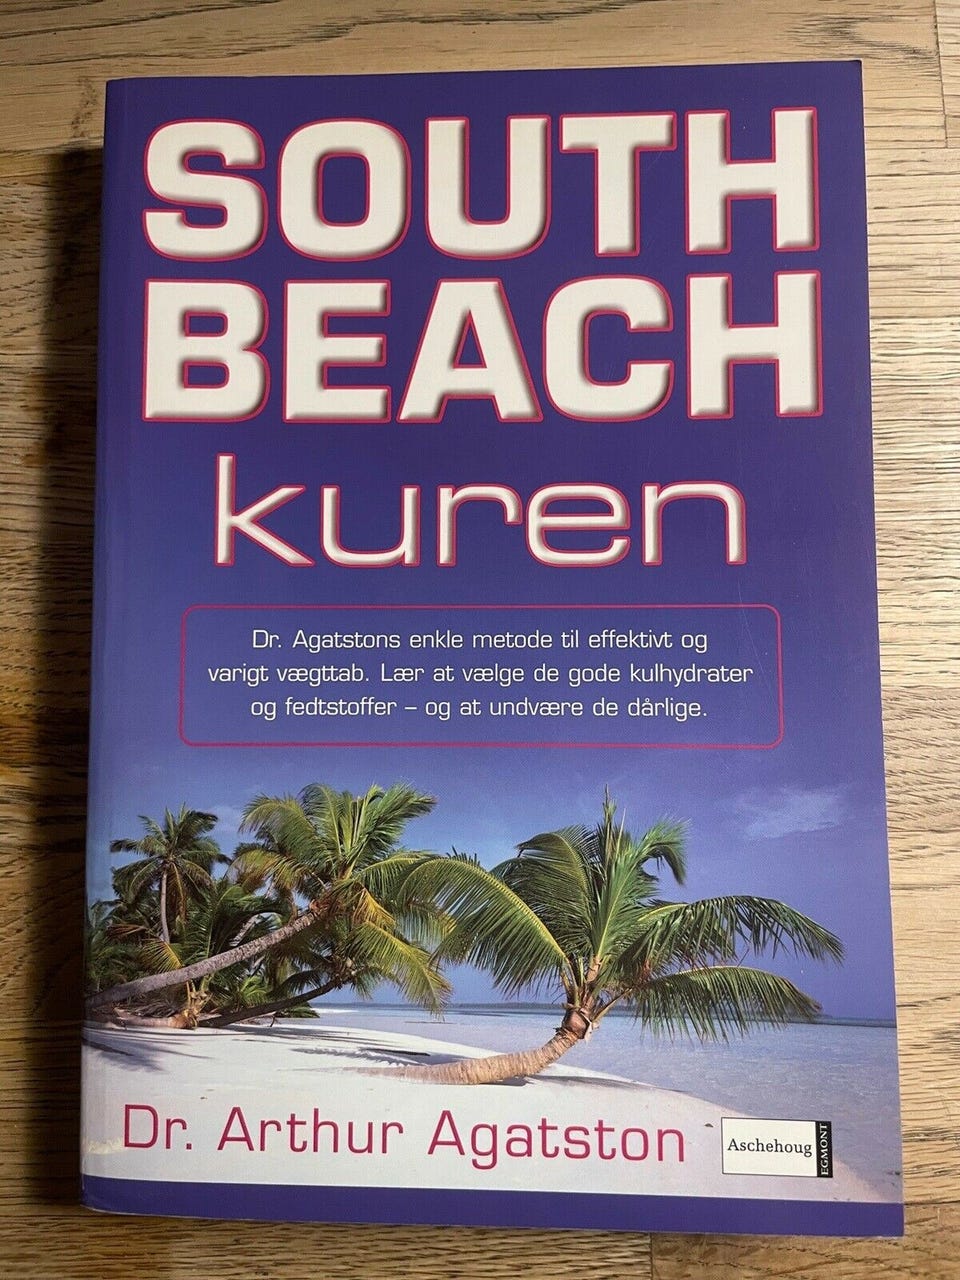 SOUTH
BEACH
kuren
Dr. Agatstons enkle metode til effektivt og
varigt vægttab. Lær at vælge de gode kulhydrater
og fedtstoffer – og at undvære de dårlige.
Dr. Arthur Agatston
Aschehoug
EGMONT